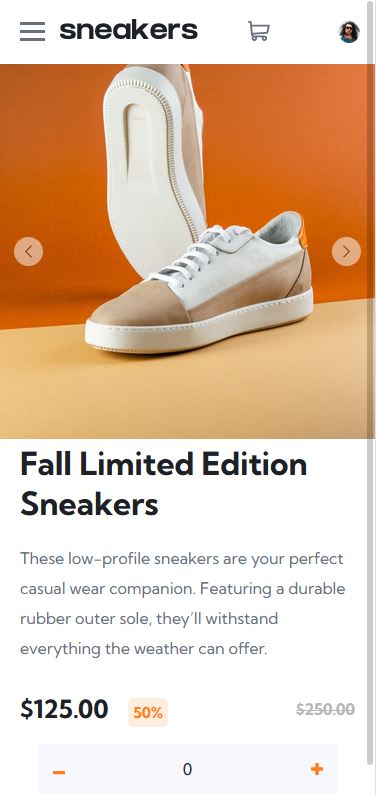 sneakers
Fall Limited Edition
Sneakers
These low-profile sneakers are your perfect
casual wear companion. Featuring a durable
rubber outer sole, they'll withstand
everything the weather can offer.
$125.00 50% $250.00
– 0 +